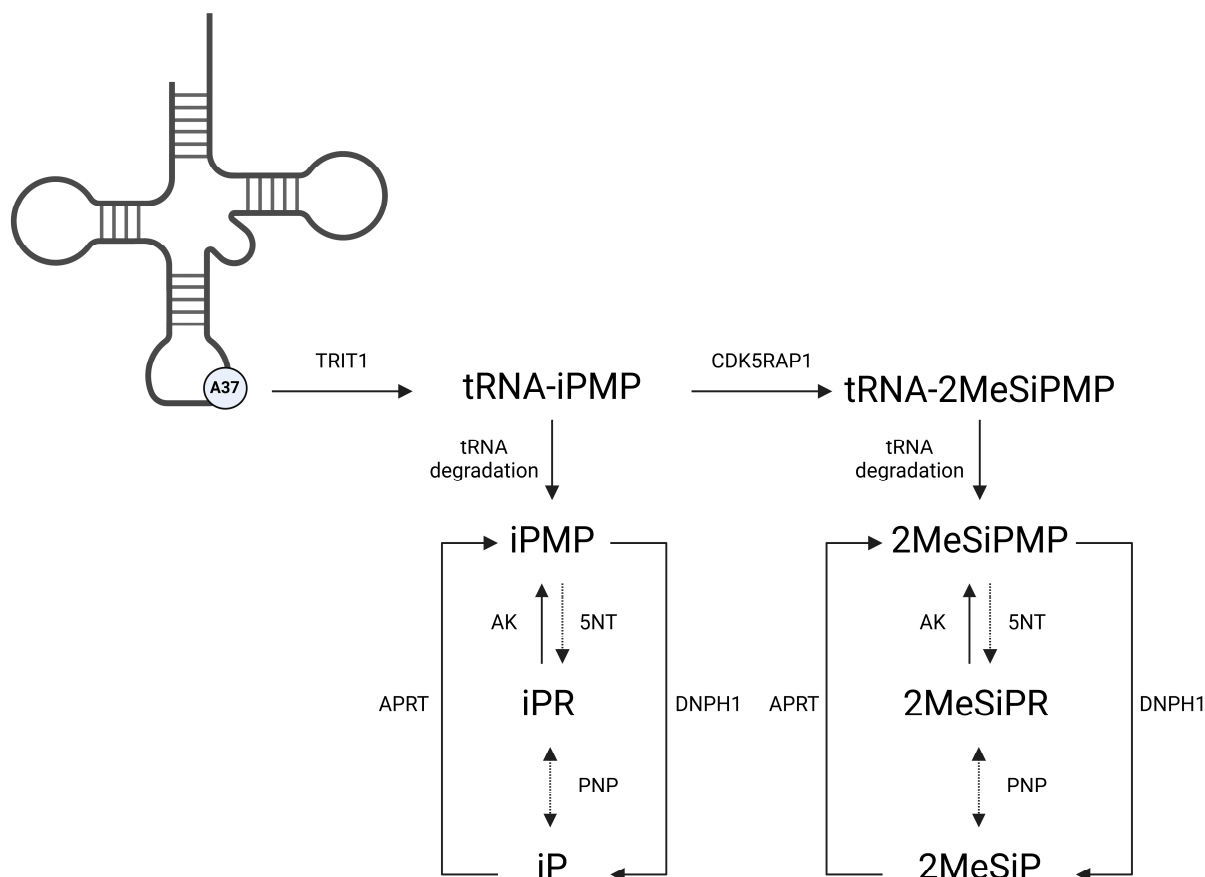 A37
TRIT1
tRNA-iPMP
CDK5RAP1
tRNA-2MeSiPMP
tRNA
degradation
tRNA
degradation
iPMP
2MeSiPMP
AK
5NT
AK
5NT
APRT
iPR
DNPH1
APRT
2MeSiPR
DNPH1
PNP
PNP
iP
2MeSiP